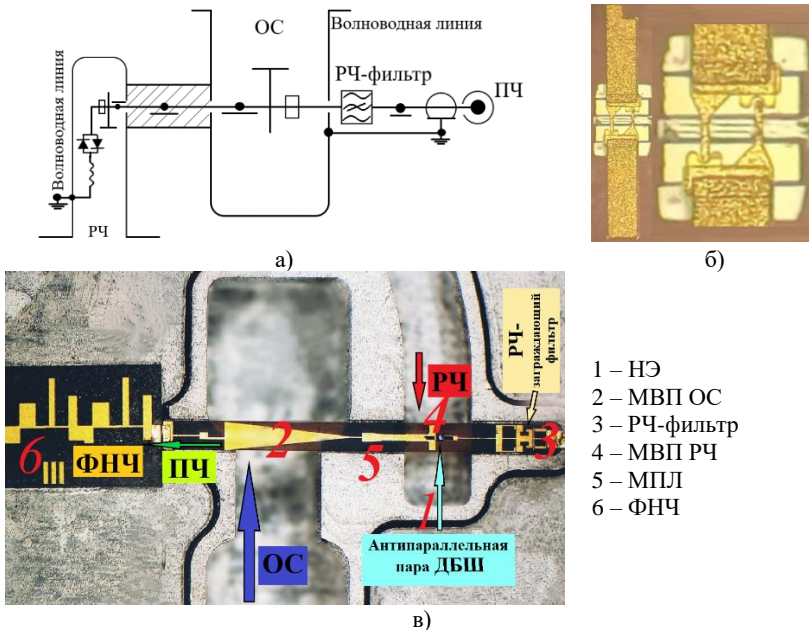 ОС
Волноводная линия
РЧ-фильтр
ПЧ
Волноводная линия
РЧ
а)
б)
РЧ-
заграждающий
фильтр
РЧ
4
2
3
6
ФНЧ
ПЧ
5
1
ОС
Антипараллельная
пара ДБШ
1 – НЭ
2 – МВП ОС
3 – РЧ-фильтр
4 – МВП РЧ
5 – МПЛ
6 – ФНЧ
в)